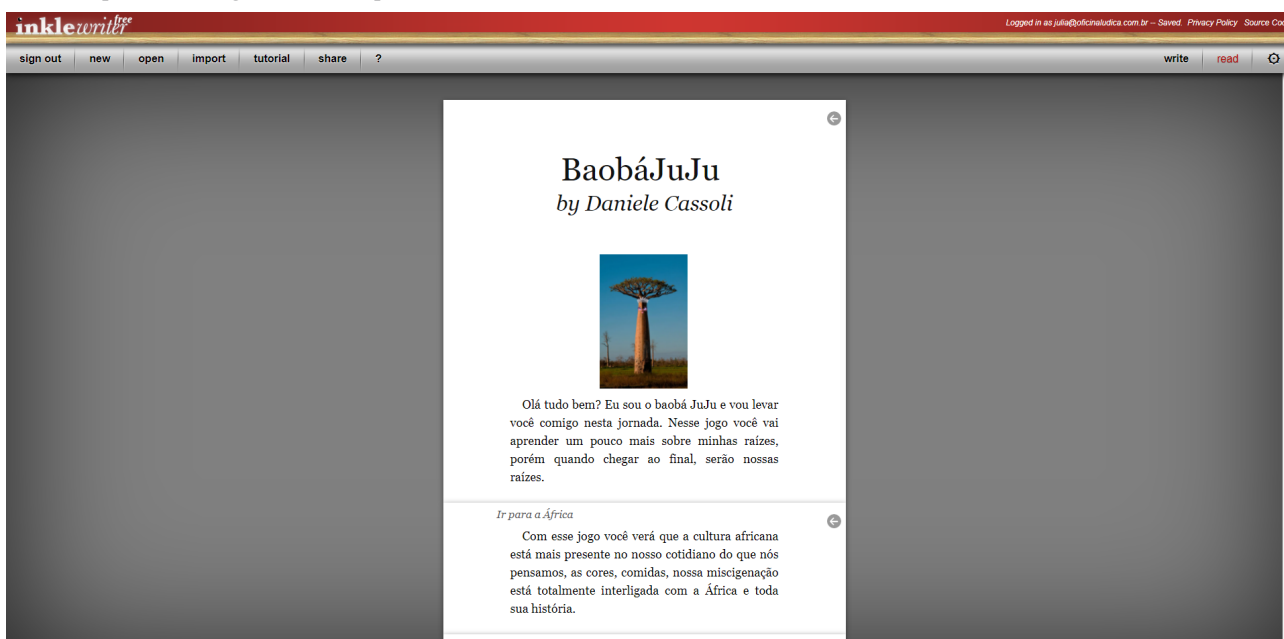 inklewriter free
Logged in as julia@oficinaludica.com.br – Saved. Privacy Policy Source
sign out new open import tutorial share ? write read
BaobáJuJu
by Daniele Cassoli
Olá tudo bem? Eu sou o baobá JuJu e vou levar
você comigo nesta jornada. Nesse jogo você vai
aprender um pouco mais sobre minhas raízes,
porém quando chegar ao final, serão nossas
raízes.
Ir para a África
Com esse jogo você verá que a cultura africana
está mais presente no nosso cotidiano do que nós
pensamos, as cores, comidas, nossa miscigenação
está totalmente interligada com a África e toda
sua história.